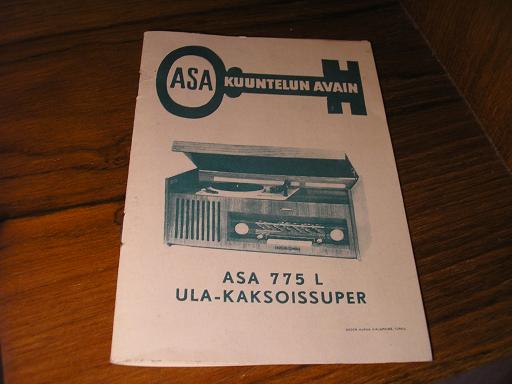 ASA KUUNTELUN AVAIN
ASA 775 L
ULA-KAKSOISSUPER